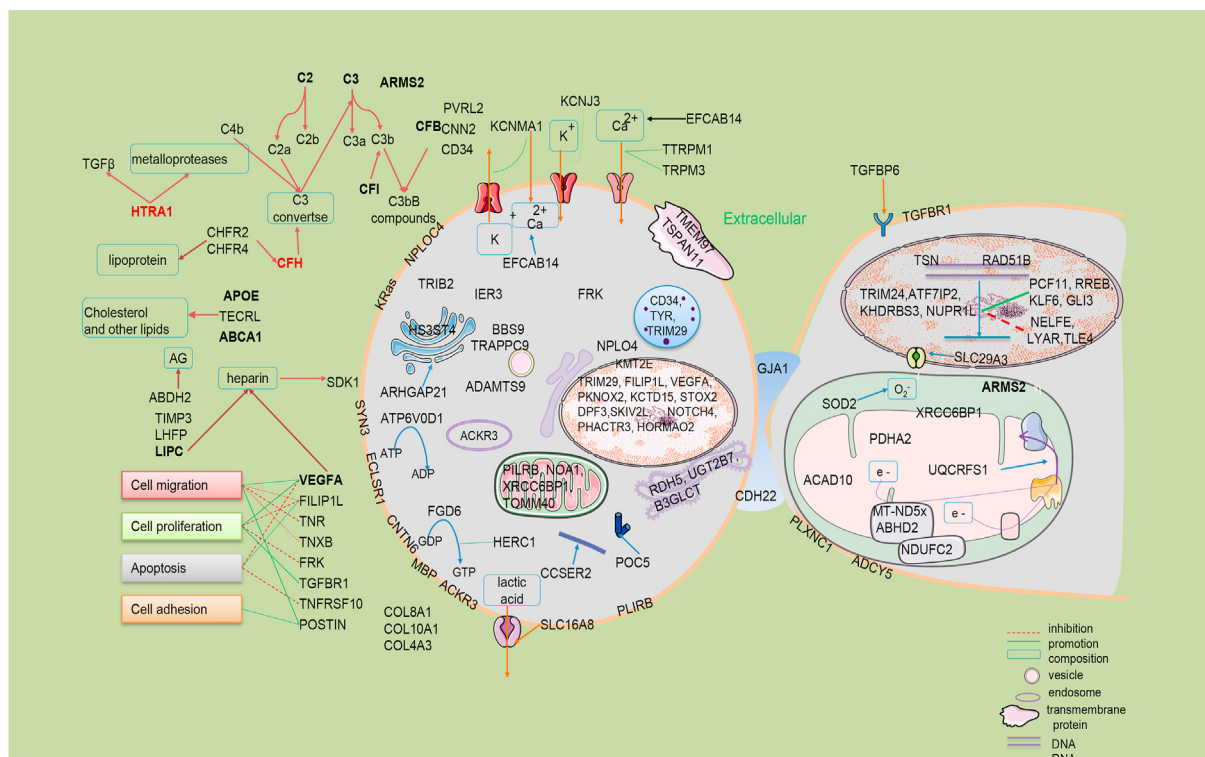 C2
C3
ARMS2
C4b
C2a
C2b
C3a
C3b
CFB
PVRL2
CNN2
CD34
KCNMA1
KCNJ3
K+
Ca2+
EFCAB14
TTRPM1
TRPM3
TGFβ
metalloproteases
HTRA1
C3
convertse
CFI
C3bB
compounds
lipoprotein
CHFR2
CHFR4
CFH
Cholesterol
and other lipids
APOE
TECRL
ABCA1
AG
ABDH2
TIMP3
LHFP
LIPC
heparin
SDK1
Cell migration
Cell proliferation
Apoptosis
Cell adhesion
VEGFA
FILIP1L
TNR
TNXB
FRK
TGFBR1
TNFRSF10
POSTIN
NPLOC4
KRas
SYN3
ECLSR1
CNTN6
MBP
ACKR3
COL8A1
COL10A1
COL4A3
K
+
2+
Ca
EFCAB14
TMEM97
TSPAN11
Extracellular
TRIB2
IER3
FRK
CD34,
TYR,
TRIM29
HS3ST4
BBS9
TRAPPC9
ARHGAP21
ADAMTS9
NPLO4
KMT2E
TRIM29, FILIP1L, VEGFA,
PKNOX2, KCTD15, STOX2
DPF3,SKIV2L NOTCH4,
PHACTR3, HORMAO2
ATP6V0D1
ATP
ADP
ACKR3
PILRB, NOA1,
XRCC6BP1
TOMM40
RDH5, UGT2B7,
B3GLCT
FGD6
GDP
GTP
HERC1
CCSER2
POC5
lactic
acid
SLC16A8
PLIRB
GJA1
CDH22
PLXNC1
ADCY5
TGFBP6
TGFBR1
TSN
RAD51B
TRIM24,ATF7IP2,
KHDRBS3, NUPR1L
PCF11, RREB,
KLF6, GLI3
NELFE,
LYAR,TLE4
SLC29A3
ARMS2
SOD2
O2-
XRCC6BP1
PDHA2
ACAD10
e -
UQCRFS1
MT-ND5x
ABHD2
e -
NDUFC2
inhibition
promotion
composition
vesicle
endosome
transmembrane
protein
DNA